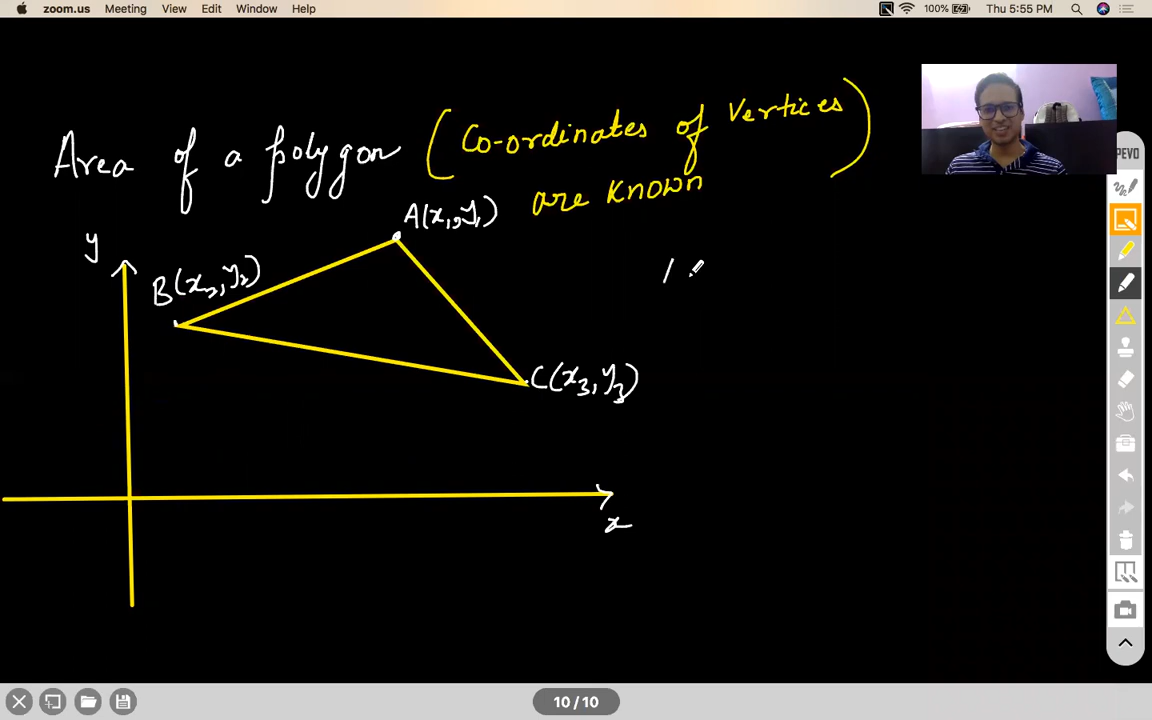 zoom.us Meeting View Edit Window Help 100% Thu 5:55 PM
Area of a polygon (Co-ordinates of Vertices
are known)
A(x₁,y₁)
y
B(x₂,y₂)
C(x₃,y₃)
x
IPEVO
10/10